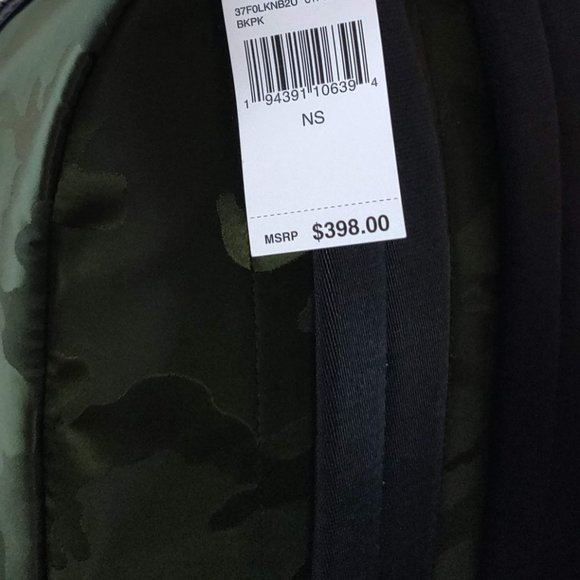 37F0LKNB2U
BKPK
1 94391 10639 4
NS
MSRP $398.00